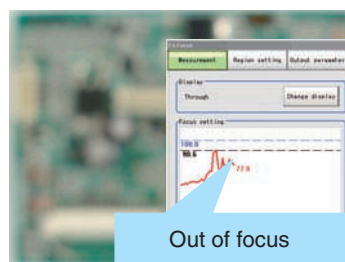 Measurement Region setting Output parameter
Display
Through Change display
Focus setting
100.0
90.6
77.9
Out of focus